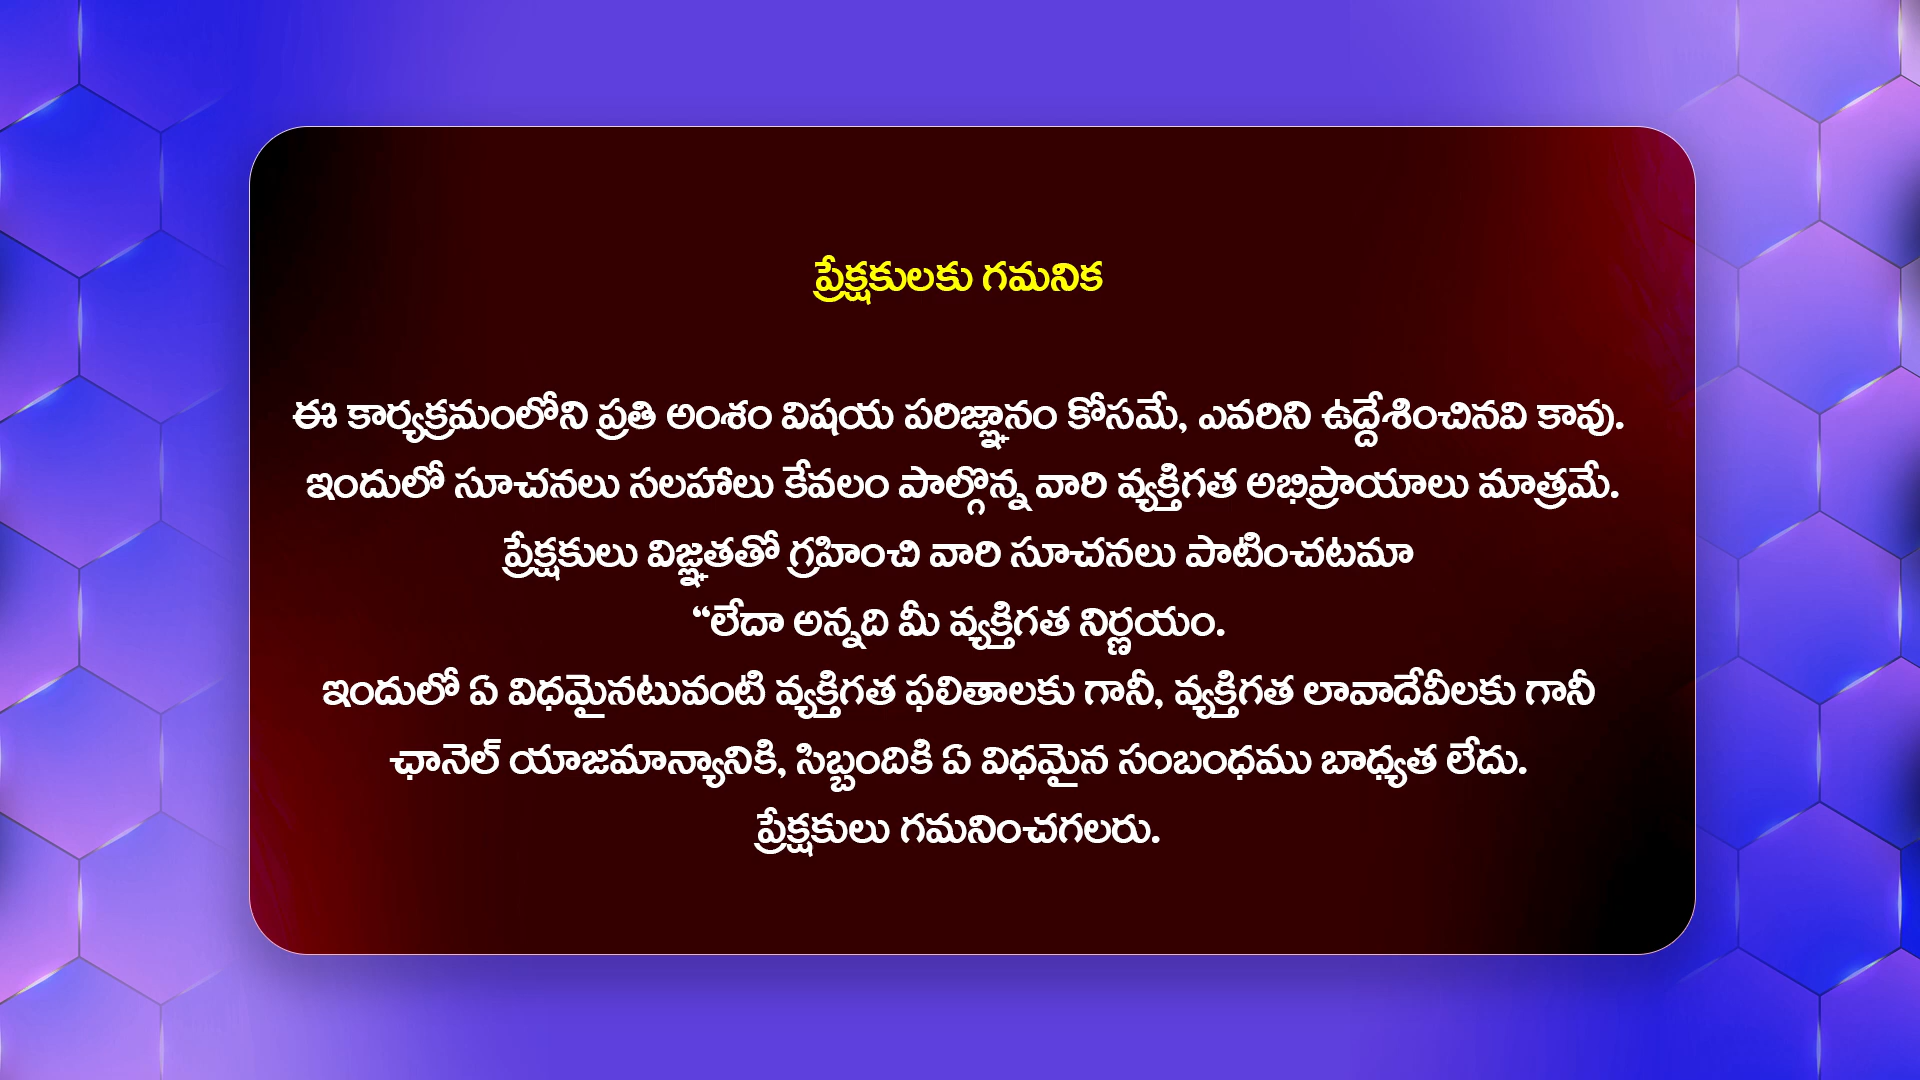 ప్రేక్షకులకు గమనిక
ఈ కార్యక్రమంలోని ప్రతి అంశం విషయ పరిజ్ఞానం కోసమే, ఎవరిని ఉద్దేశించినవి కావు.
ఇందులో సూచనలు సలహాలు కేవలం పాల్గొన్న వారి వ్యక్తిగత అభిప్రాయాలు మాత్రమే.
ప్రేక్షకులు విజ్ఞతతో గ్రహించి వారి సూచనలు పాటించటమా
“లేదా అన్నది మీ వ్యక్తిగత నిర్ణయం.
ఇందులో ఏ విధమైనటువంటి వ్యక్తిగత ఫలితాలకు గానీ, వ్యక్తిగత లావాదేవీలకు గానీ
ఛానెల్ యాజమాన్యానికి, సిబ్బందికి ఏ విధమైన సంబంధము బాధ్యత లేదు.
ప్రేక్షకులు గమనించగలరు.